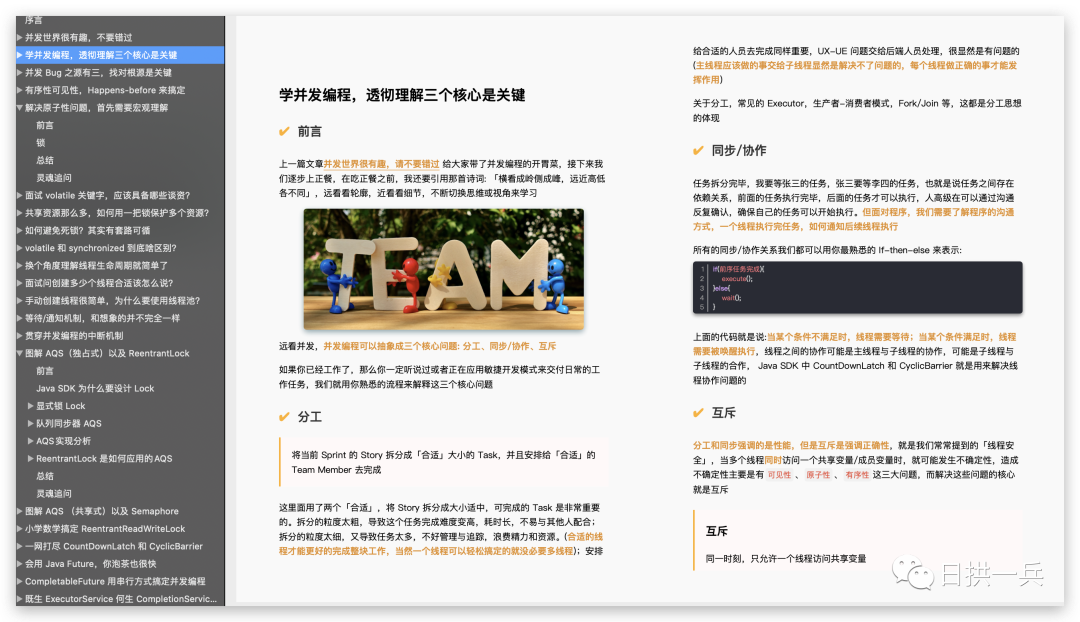 序言
并发世界很有趣，不要错过
学并发编程，透彻理解三个核心是关键
并发 Bug 之源有三，找对根源是关键
有序性可见性，Happens-before 来搞定
解决原子性问题，首先需要宏观理解
前言
锁
总结
灵魂追问
面试 volatile 关键字，应该具备哪些谈资?
共享资源那么多，如何用一把锁保护多个资源?
如何避免死锁？其实有套路可循
volatile 和 synchronized 到底啥区别?
换个角度理解线程生命周期就简单了
面试问创建多少个线程合适该怎么说?
手动创建线程很简单，为什么要使用线程池?
等待/通知机制，和想象的并不完全一样
贯穿并发编程的中断机制
图解 AQS（独占式）以及 ReentrantLock
前言
Java SDK 为什么要设计 Lock
显式锁 Lock
队列同步器 AQS
AQS实现分析
ReentrantLock 是如何应用的AQS
总结
灵魂追问
图解 AQS （共享式）以及 Semaphore
小学数学搞定 ReentrantReadWriteLock
一网打尽 CountDownLatch 和 CyclicBarrier
会用 Java Future，你泡茶也很快
CompletableFuture 用串行方式搞定并发编程
既生 ExecutorService 何生 CompletionServic...
学并发编程，透彻理解三个核心是关键
✔ 前言
上一篇文章并发世界很有趣，请不要错过 给大家带了并发编程的开胃菜，接下来我
们逐步上正餐，在吃正餐之前，我还要引用那首诗词: 「横看成岭侧成峰，远近高低
各不同」，远看看轮廓，近看看细节，不断切换思维或视角来学习
TEAM
远看并发，并发编程可以抽象成三个核心问题: 分工、同步/协作、互斥
如果你已经工作了，那么你一定听说过或者正在应用敏捷开发模式来交付日常的工
作任务，我们就用你熟悉的流程来解释这三个核心问题
✔ 分工
将当前 Sprint 的 Story 拆分成「合适」大小的 Task，并且安排给「合适」的
Team Member 去完成
这里面用了两个「合适」，将 Story 拆分成大小适中，可完成的 Task 是非常重要
的。拆分的粒度太粗，导致这个任务完成难度变高，耗时长，不易与其他人配合；
拆分的粒度太细，又导致任务太多，不好管理与追踪，浪费精力和资源。(合适的线
程才能更好的完成整块工作，当然一个线程可以轻松搞定的就没必要多线程)；安排
给合适的人员去完成同样重要，UX-UE 问题交给后端人员处理，很显然是有问题的
(主线程应该做的事交给子线程显然是解决不了问题的，每个线程做正确的事才能发
挥作用)
关于分工，常见的 Executor，生产者-消费者模式，Fork/Join 等，这都是分工思想
的体现
✔ 同步/协作
任务拆分完毕，我要等张三的任务，张三要等李四的任务，也就是说任务之间存在
依赖关系，前面的任务执行完毕，后面的任务才可以执行，人高级在可以通过沟通
反复确认，确保自己的任务可以开始执行。但面对程序，我们需要了解程序的沟通
方式，一个线程执行完任务，如何通知后续线程执行
所有的同步/协作关系我们都可以用你最熟悉的 If-then-else 来表示:
1 if(前序任务完成){
2 execute();
3 }else{
4 wait();
5 }
上面的代码就是说:当某个条件不满足时，线程需要等待；当某个条件满足时，线程
需要被唤醒执行，线程之间的协作可能是主线程与子线程的协作，可能是子线程与
子线程的合作， Java SDK 中 CountDownLatch 和 CyclicBarrier 就是用来解决线
程协作问题的
✔ 互斥
分工和同步强调的是性能，但是互斥是强调正确性，就是我们常常提到的「线程安
全」，当多个线程同时访问一个共享变量/成员变量时，就可能发生不确定性，造成
不确定性主要是有 可见性 、 原子性 、 有序性 这三大问题，而解决这些问题的核心
就是互斥
互斥
同一时刻，只允许一个线程访问共享变量
日拱一兵